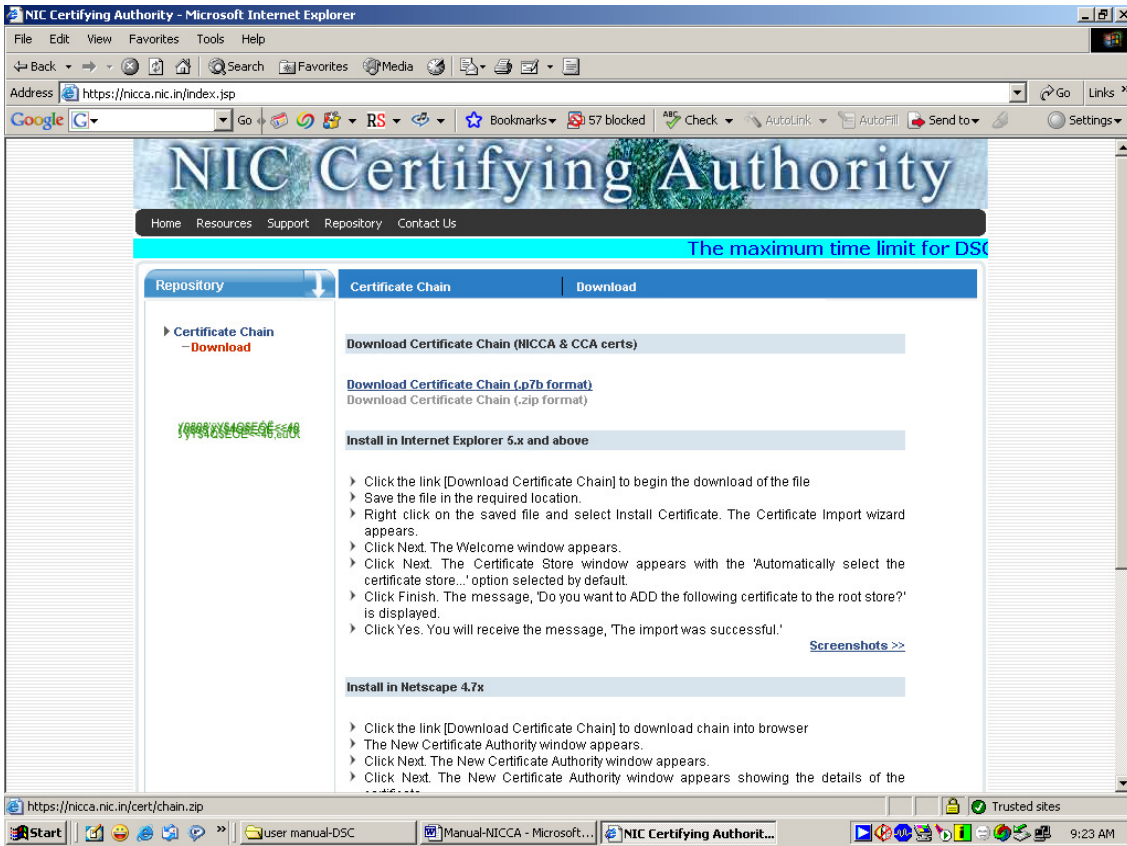 NIC Certifying Authority - Microsoft Internet Explorer
File Edit View Favorites Tools Help
Back Search Favorites Media
Address https://nicca.nic.in/index.jsp Go Links »
Google G Go RS Bookmarks 57 blocked ABC Check AutoLink AutoFill Send to Settings
NIC Certifying Authority
Home Resources Support Repository Contact Us
The maximum time limit for DSC
Repository
Certificate Chain Download
Certificate Chain
Download
Download Certificate Chain (NICCA & CCA certs)
Download Certificate Chain (.p7b format)
Download Certificate Chain (.zip format)
Install in Internet Explorer 5.x and above
Click the link [Download Certificate Chain] to begin the download of the file
Save the file in the required location.
Right click on the saved file and select Install Certificate. The Certificate Import wizard
appears.
Click Next. The Welcome window appears.
Click Next. The Certificate Store window appears with the 'Automatically select the
certificate store...' option selected by default.
Click Finish. The message, 'Do you want to ADD the following certificate to the root store?'
is displayed.
Click Yes. You will receive the message, 'The import was successful.'
Screenshots >>
Install in Netscape 4.7x
Click the link [Download Certificate Chain] to download chain into browser
The New Certificate Authority window appears.
Click Next. The New Certificate Authority window appears.
Click Next. The New Certificate Authority window appears showing the details of the
https://nicca.nic.in/cert/chain.zip Trusted sites
Start » user manual-DSC Manual-NICCA - Microsoft... NIC Certifying Authorit... 9:23 AM